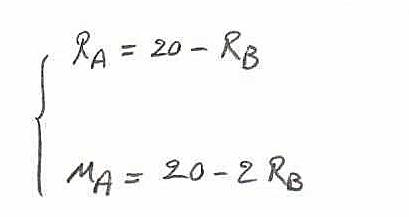 R_A = 20 - R_B
M_A = 20 - 2 R_B